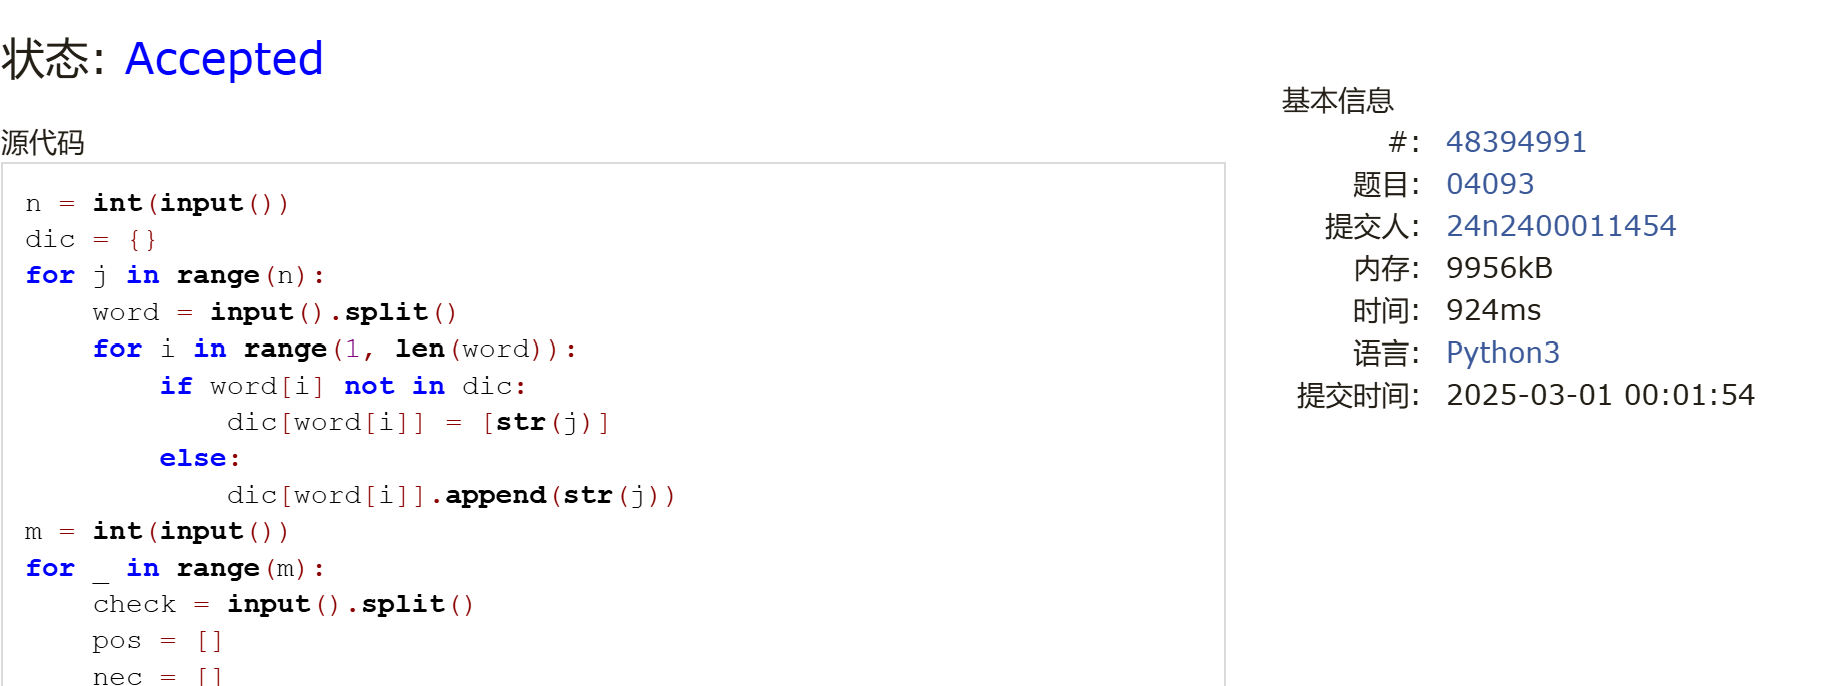 状态: Accepted
源代码
n = int(input())
dic = {}
for j in range(n):
    word = input().split()
    for i in range(1, len(word)):
        if word[i] not in dic:
            dic[word[i]] = [str(j)]
        else:
            dic[word[i]].append(str(j))
m = int(input())
for _ in range(m):
    check = input().split()
    pos = []
    nec = []
基本信息
#: 48394991
题目: 04093
提交人: 24n2400011454
内存: 9956kB
时间: 924ms
语言: Python3
提交时间: 2025-03-01 00:01:54